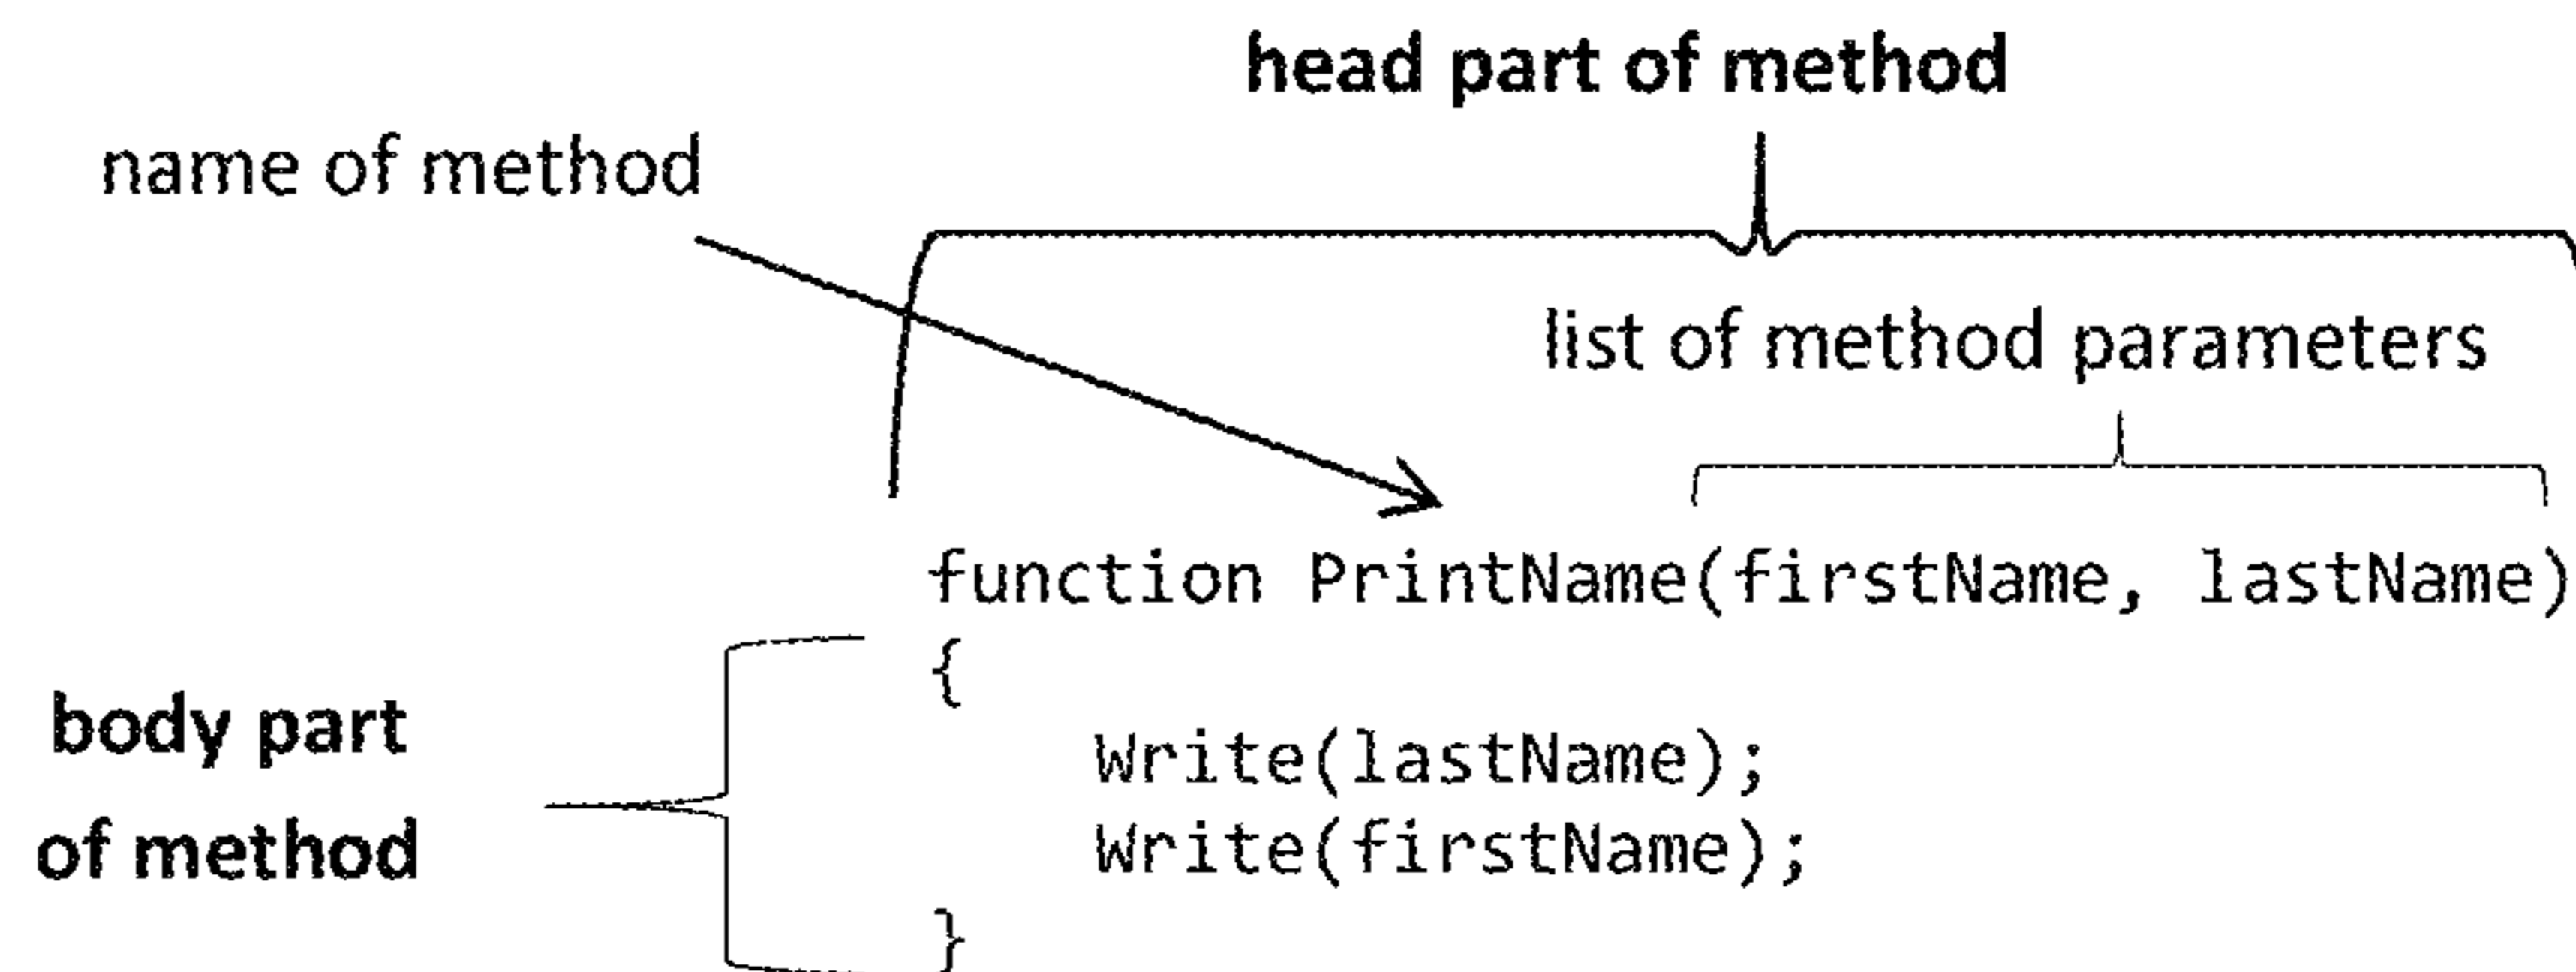 head part of method
name of method
list of method parameters
function PrintName(firstName, lastName)
{
body part
of method
Write(lastName);
Write(firstName);
}